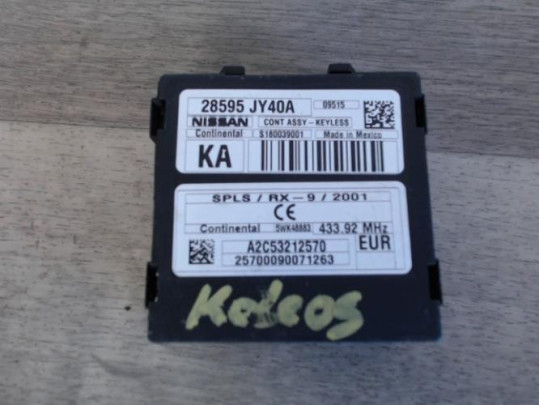 28595 JY40A 09515
NISSAN CONT ASSY-KEYLESS
Continental S180039001 Made in Mexico
KA
SPLS / RX-9 / 2001
CE
Continental 5WK48883 433.92 MHz
A2C53212570 EUR
25700090071263
Koleos